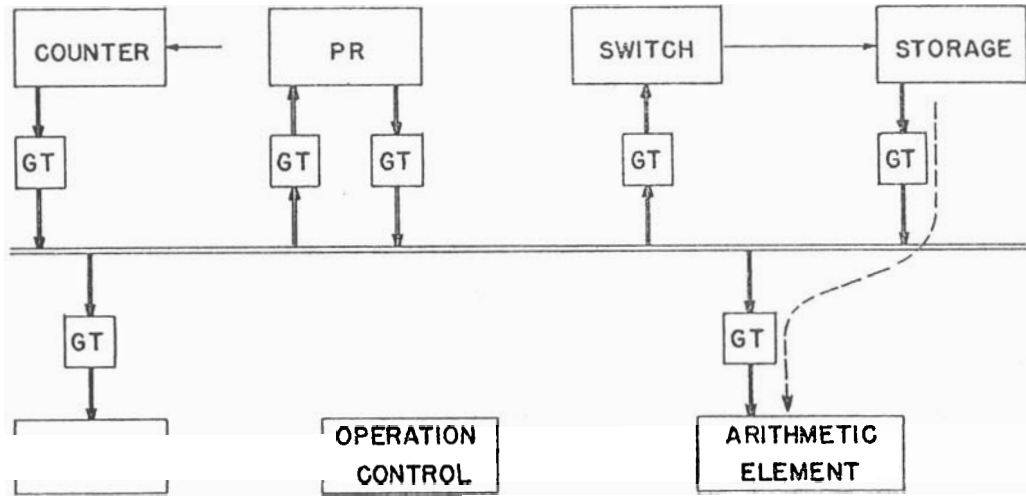 COUNTER
PR
SWITCH
STORAGE
GT
GT
GT
GT
GT
GT
GT
OPERATION
CONTROL
ARITHMETIC
ELEMENT